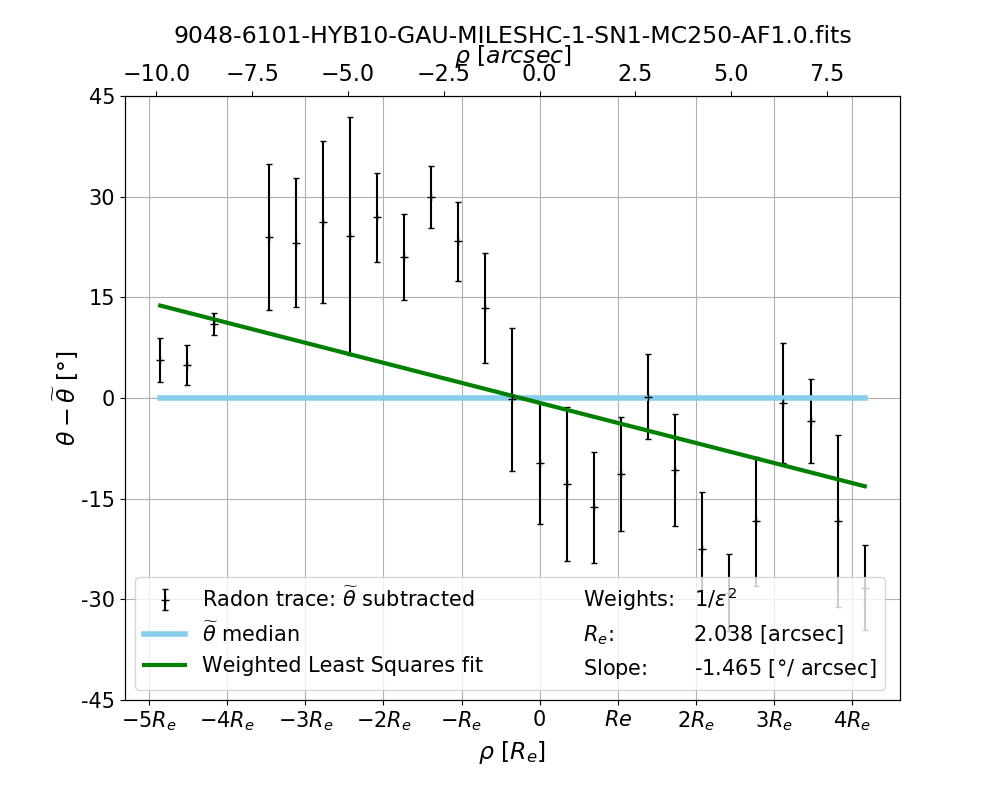 9048-6101-HYB10-GAU-MILESHC-1-SN1-MC250-AF1.0.fits
ρ [arcsec]
−10.0 −7.5 −5.0 −2.5 0.0 2.5 5.0 7.5
45
30
15
0
-15
-30
-45
θ − θ̃ [°]
Radon trace: θ̃ subtracted
θ̃ median
Weighted Least Squares fit
Weights: 1/ε²
Rₑ: 2.038 [arcsec]
Slope: -1.465 [°/ arcsec]
−5Rₑ −4Rₑ −3Rₑ −2Rₑ −Rₑ 0 Re 2Rₑ 3Rₑ 4Rₑ
ρ [Rₑ]